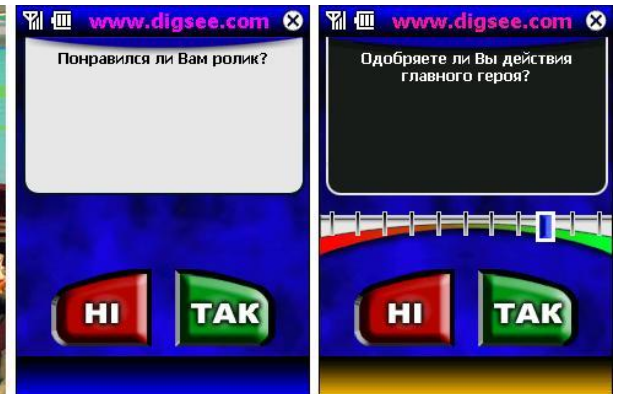 www.digsee.com
Понравился ли Вам ролик?
НІ
ТАК
www.digsee.com
Одобряете ли Вы действия
главного героя?
НІ
ТАК